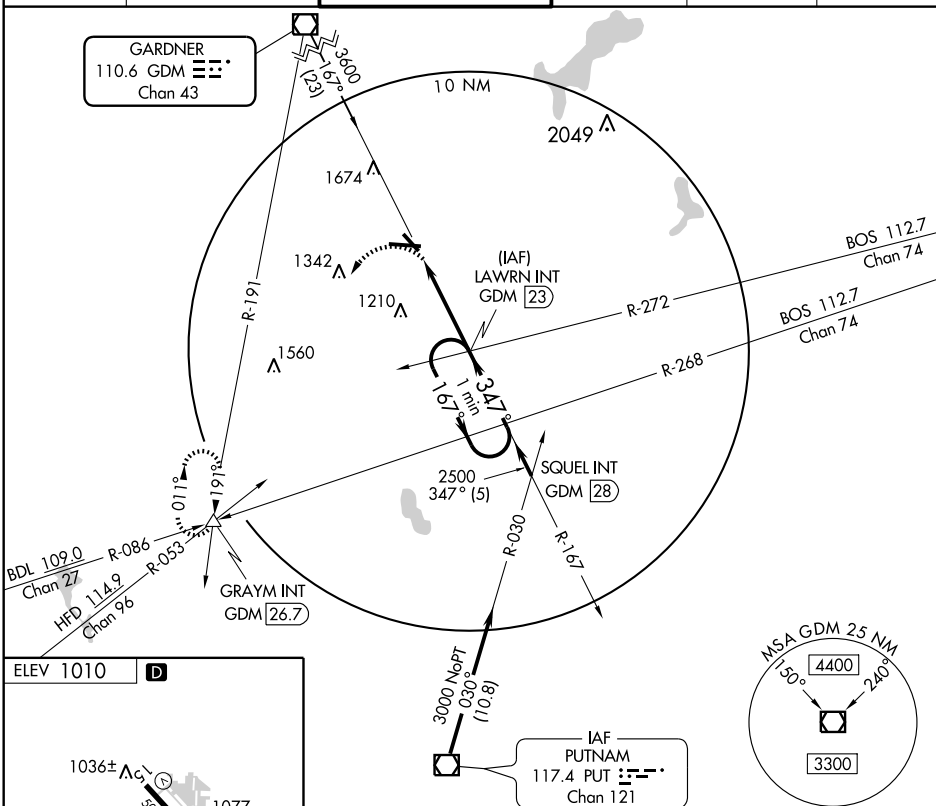 GARDNER
110.6 GDM
Chan 43
3600
167°
(23)
10 NM
2049
1674
1342
1210
1560
(IAF)
LAWRN INT
GDM 23
BOS 112.7
Chan 74
R-272
BOS 112.7
Chan 74
R-268
R-191
1 min
167°
347°
2500
347° (5)
SQUEL INT
GDM 28
R-030
R-167
011°
191°
BDL 109.0
Chan 27
R-086
HFD 114.9
Chan 96
R-053
GRAYM INT
GDM 26.7
3000 NoPT
030°
(10.8)
IAF
PUTNAM
117.4 PUT
Chan 121
MSA GDM 25 NM
150°
240°
4400
3300
ELEV 1010
D
1036±
15
V
1077